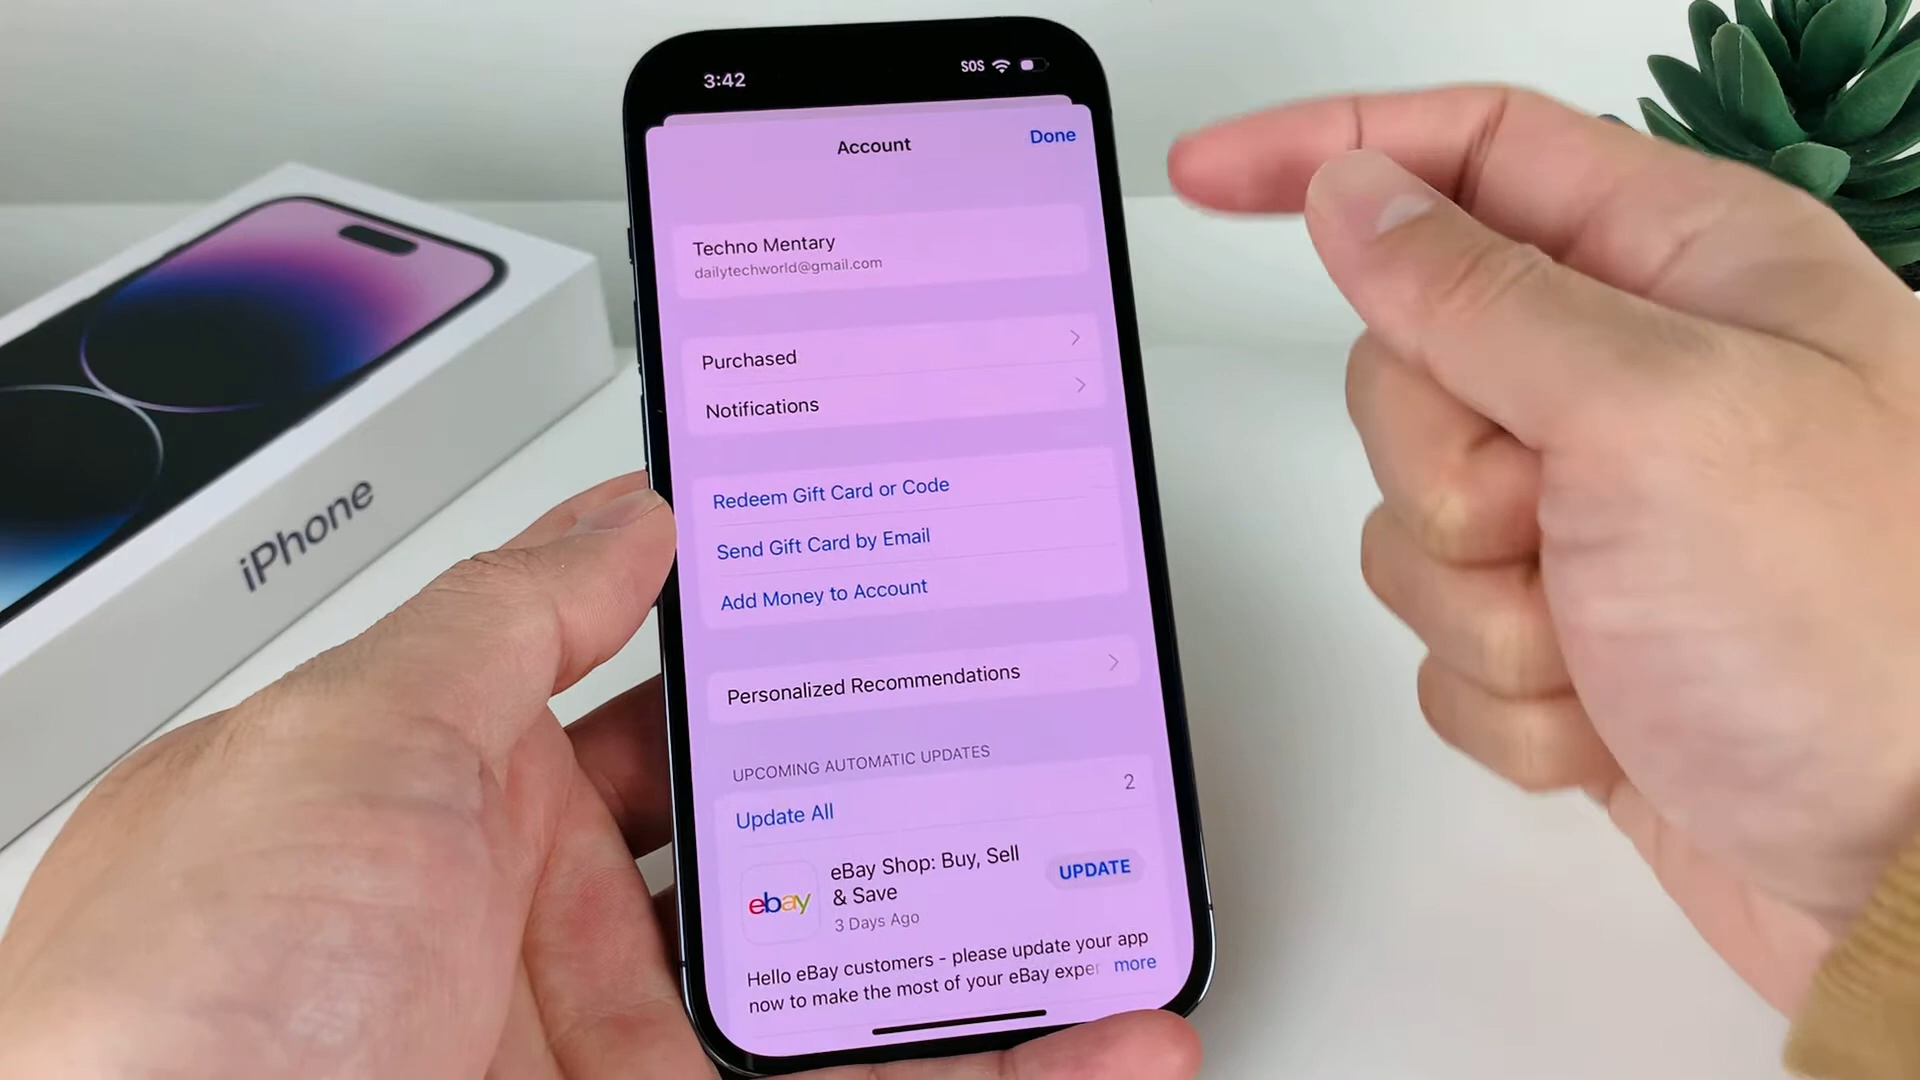 3:42
SOS
Account
Done
Techno Mentary
dailytechworld@gmail.com
Purchased
Notifications
Redeem Gift Card or Code
Send Gift Card by Email
Add Money to Account
Personalized Recommendations
UPCOMING AUTOMATIC UPDATES
Update All
2
ebay
eBay Shop: Buy, Sell
& Save
3 Days Ago
UPDATE
Hello eBay customers - please update your app
now to make the most of your eBay exper more
iPhone